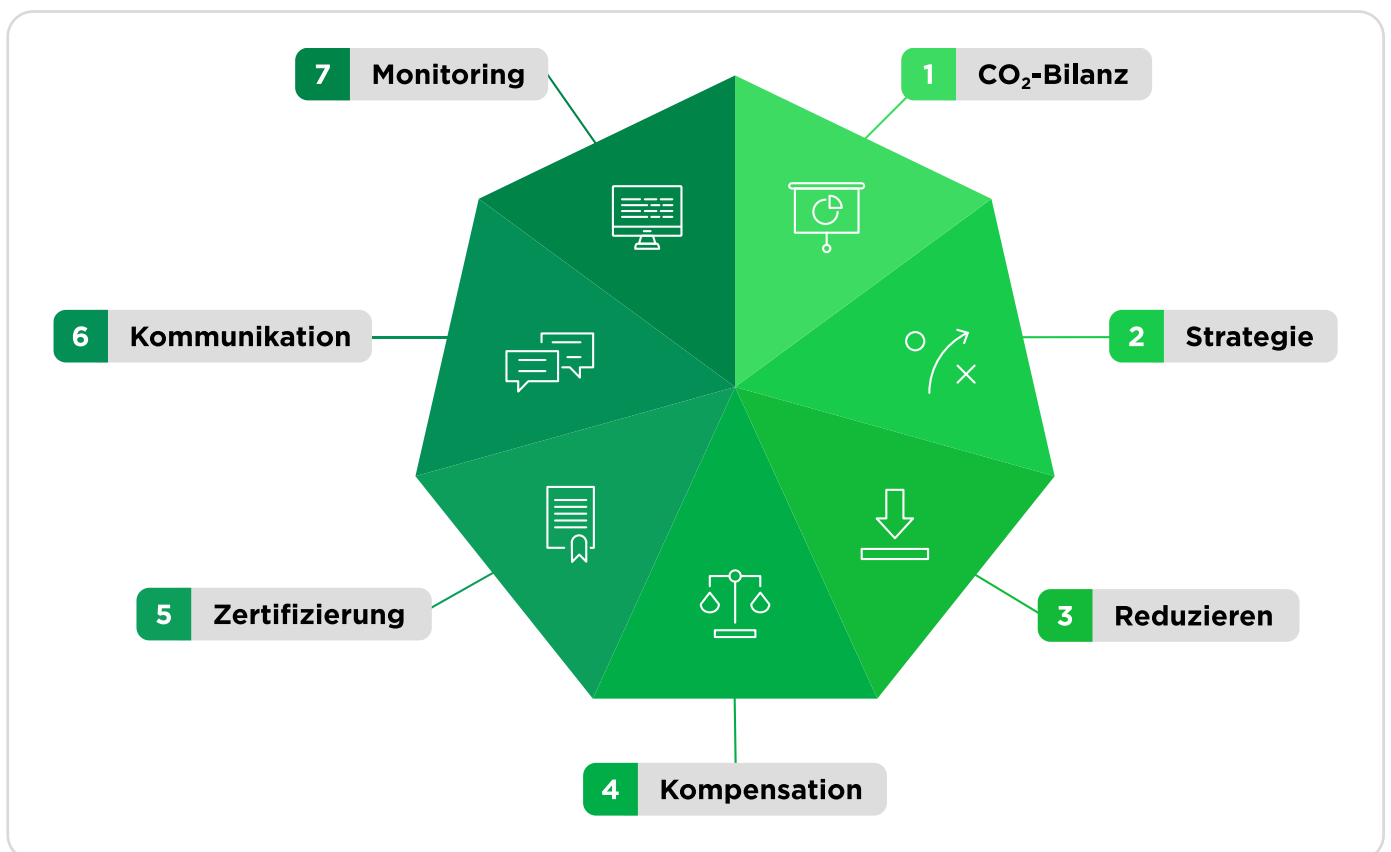 1 CO₂-Bilanz
2 Strategie
3 Reduzieren
4 Kompensation
5 Zertifizierung
6 Kommunikation
7 Monitoring